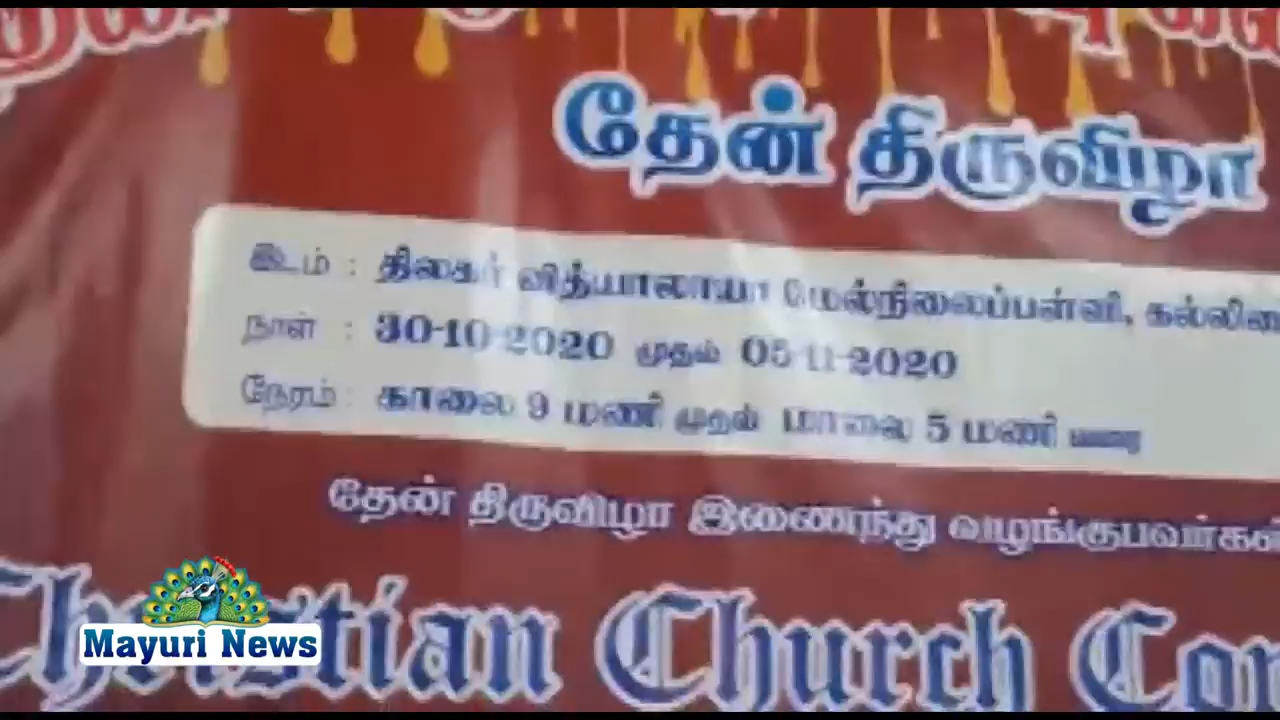 தேன் திருவிழா
இடம் : திலகர் வித்யாலயா மேல்நிலைப்பள்ளி,
நாள் : 30-10-2020 முதல் 05-11-2020
நேரம் : காலை 9 மணி முதல் மாலை 5 மணி வரை
தேன் திருவிழா இணைந்து வழங்குபவர்கள்
Christian Church
Mayuri News